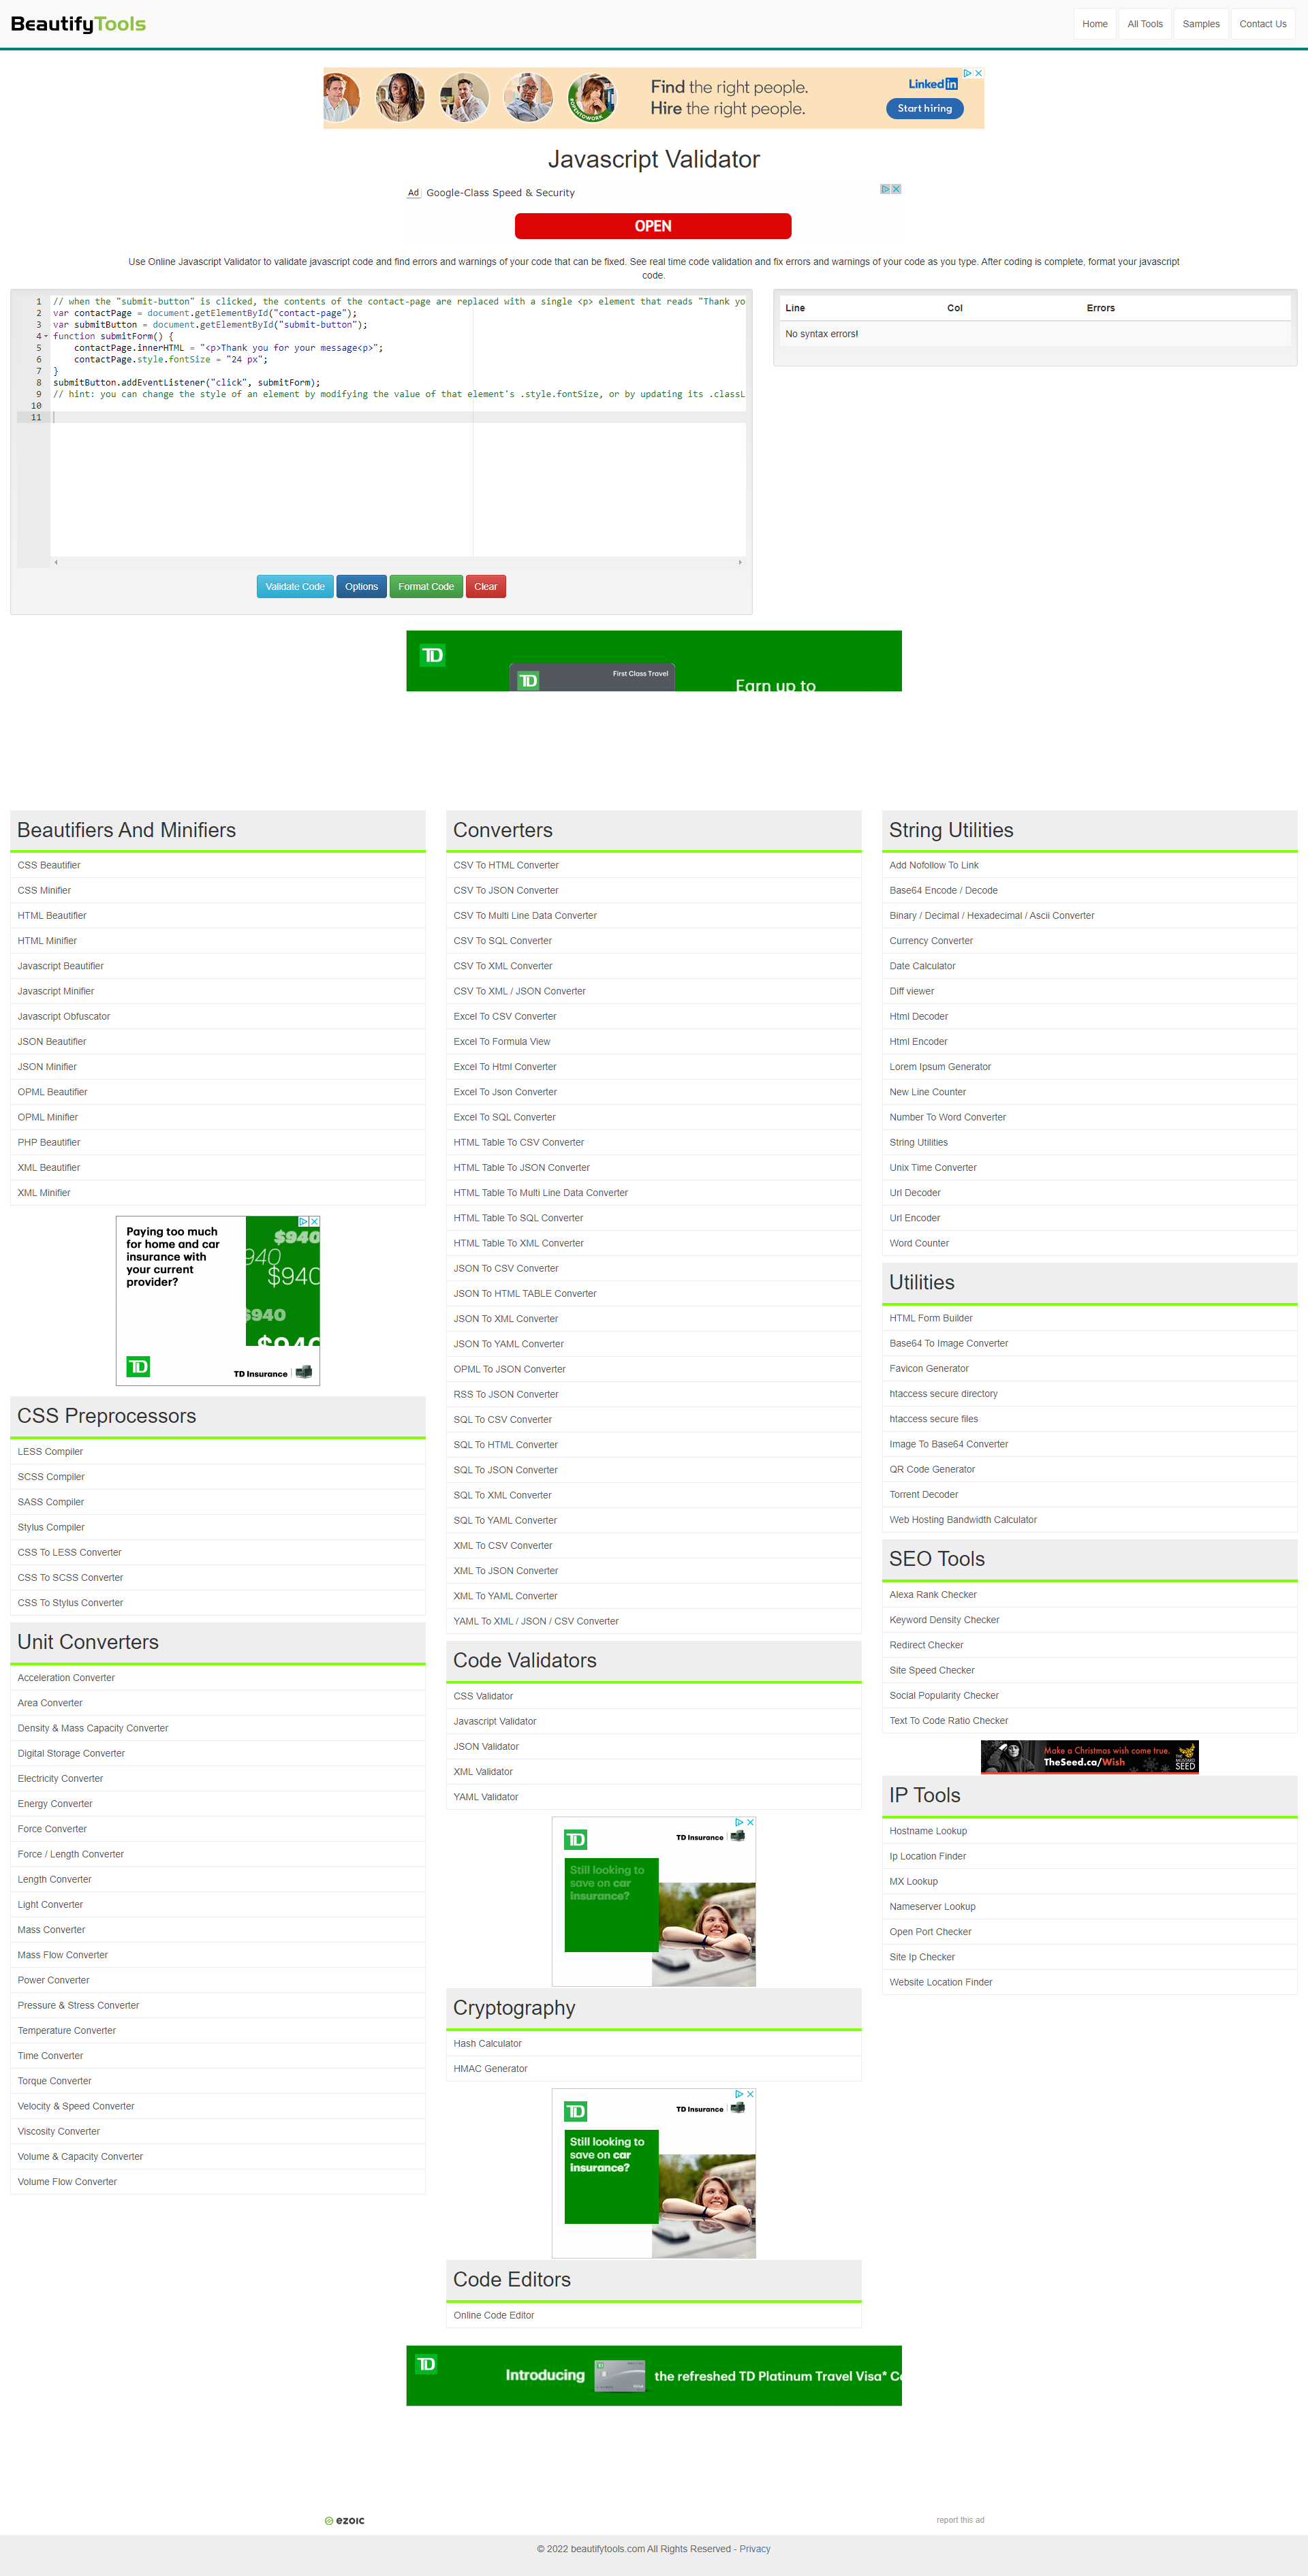 BeautifyTools
Home
All Tools
Samples
Contact Us
Find the right people.
Hire the right people.
LinkedIn
Start hiring
#OPENTOWORK
Javascript Validator
Ad Google-Class Speed & Security
OPEN
Use Online Javascript Validator to validate javascript code and find errors and warnings of your code that can be fixed. See real time code validation and fix errors and warnings of your code as you type. After coding is complete, format your javascript
code.
1 // when the "submit-button" is clicked, the contents of the contact-page are replaced with a single <p> element that reads "Thank yo
2 var contactPage = document.getElementById("contact-page");
3 var submitButton = document.getElementById("submit-button");
4 function submitForm() {
5 contactPage.innerHTML = "<p>Thank you for your message<p>";
6 contactPage.style.fontSize = "24 px";
7 }
8 submitButton.addEventListener("click", submitForm);
9 // hint: you can change the style of an element by modifying the value of that element's .style.fontSize, or by updating its .classL
10
11
Line Col Errors
No syntax errors!
Validate Code
Options
Format Code
Clear
TD
TD
First Class Travel
Earn up to
Beautifiers And Minifiers
CSS Beautifier
CSS Minifier
HTML Beautifier
HTML Minifier
Javascript Beautifier
Javascript Minifier
Javascript Obfuscator
JSON Beautifier
JSON Minifier
OPML Beautifier
OPML Minifier
PHP Beautifier
XML Beautifier
XML Minifier
Paying too much
for home and car
insurance with
your current
provider?
$940
940
$940
$940
$940
TD
TD Insurance
CSS Preprocessors
LESS Compiler
SCSS Compiler
SASS Compiler
Stylus Compiler
CSS To LESS Converter
CSS To SCSS Converter
CSS To Stylus Converter
Unit Converters
Acceleration Converter
Area Converter
Density & Mass Capacity Converter
Digital Storage Converter
Electricity Converter
Energy Converter
Force Converter
Force / Length Converter
Length Converter
Light Converter
Mass Converter
Mass Flow Converter
Power Converter
Pressure & Stress Converter
Temperature Converter
Time Converter
Torque Converter
Velocity & Speed Converter
Viscosity Converter
Volume & Capacity Converter
Volume Flow Converter
Converters
CSV To HTML Converter
CSV To JSON Converter
CSV To Multi Line Data Converter
CSV To SQL Converter
CSV To XML Converter
CSV To XML / JSON Converter
Excel To CSV Converter
Excel To Formula View
Excel To Html Converter
Excel To Json Converter
Excel To SQL Converter
HTML Table To CSV Converter
HTML Table To JSON Converter
HTML Table To Multi Line Data Converter
HTML Table To SQL Converter
HTML Table To XML Converter
JSON To CSV Converter
JSON To HTML TABLE Converter
JSON To XML Converter
JSON To YAML Converter
OPML To JSON Converter
RSS To JSON Converter
SQL To CSV Converter
SQL To HTML Converter
SQL To JSON Converter
SQL To XML Converter
SQL To YAML Converter
XML To CSV Converter
XML To JSON Converter
XML To YAML Converter
YAML To XML / JSON / CSV Converter
Code Validators
CSS Validator
Javascript Validator
JSON Validator
XML Validator
YAML Validator
TD
TD Insurance
Still looking to
save on car
insurance?
Cryptography
Hash Calculator
HMAC Generator
TD
TD Insurance
Still looking to
save on car
insurance?
Code Editors
Online Code Editor
String Utilities
Add Nofollow To Link
Base64 Encode / Decode
Binary / Decimal / Hexadecimal / Ascii Converter
Currency Converter
Date Calculator
Diff viewer
Html Decoder
Html Encoder
Lorem Ipsum Generator
New Line Counter
Number To Word Converter
String Utilities
Unix Time Converter
Url Decoder
Url Encoder
Word Counter
Utilities
HTML Form Builder
Base64 To Image Converter
Favicon Generator
htaccess secure directory
htaccess secure files
Image To Base64 Converter
QR Code Generator
Torrent Decoder
Web Hosting Bandwidth Calculator
SEO Tools
Alexa Rank Checker
Keyword Density Checker
Redirect Checker
Site Speed Checker
Social Popularity Checker
Text To Code Ratio Checker
Make a Christmas wish come true.
TheSeed.ca/Wish
THE MUSTARD
SEED
IP Tools
Hostname Lookup
Ip Location Finder
MX Lookup
Nameserver Lookup
Open Port Checker
Site Ip Checker
Website Location Finder
TD
Introducing
the refreshed TD Platinum Travel Visa* C
ezoic
report this ad
© 2022 beautifytools.com All Rights Reserved - Privacy